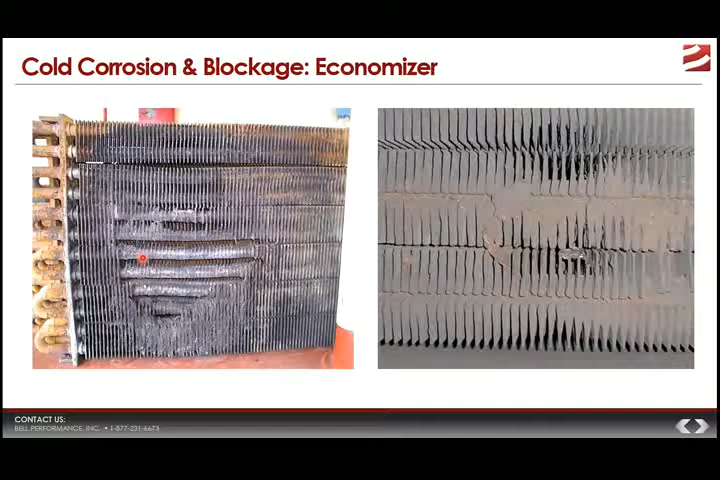 Cold Corrosion & Blockage: Economizer
CONTACT US:
BELL PERFORMANCE, INC. • 1-877-231-6673